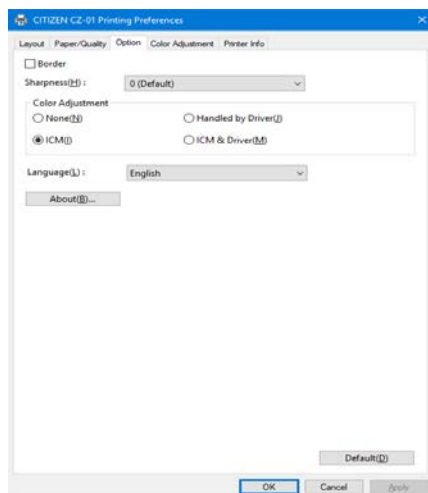 CITIZEN CZ-01 Printing Preferences
Layout Paper/Quality Option Color Adjustment Printer Info
Border
Sharpness(H) : 0 (Default)
Color Adjustment
None(N) Handled by Driver(J)
ICM(I) ICM & Driver(M)
Language(L) : English
About(B)...
Default(D)
OK Cancel Apply